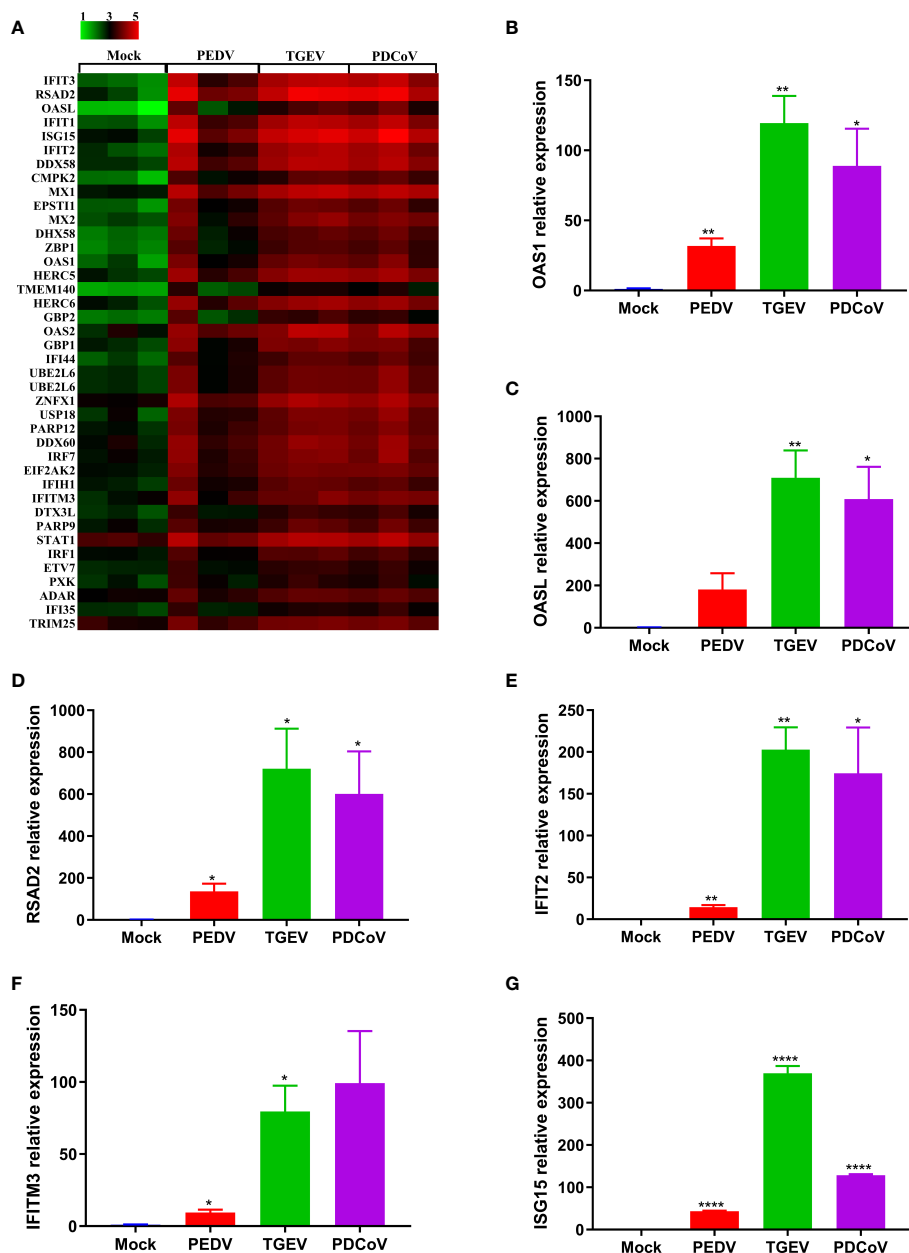 A
1 3 5
Mock PEDV TGEV PDCoV
IFIT3
RSAD2
OASL
IFIT1
ISG15
IFIT2
DDX58
CMPK2
MX1
EPSTI1
MX2
DHX58
ZBP1
OAS1
HERC5
TMEM140
HERC6
GBP2
OAS2
GBP1
IFI44
UBE2L6
UBE2L6
ZNFX1
USP18
PARP12
DDX60
IRF7
EIF2AK2
IFIH1
IFITM3
DTX3L
PARP9
STAT1
IRF1
ETV7
PXK
ADAR
IFI35
TRIM25
B
OAS1 relative expression
150
100
50
0
** ** *
Mock PEDV TGEV PDCoV
C
OASL relative expression
1000
800
600
400
200
0
** *
Mock PEDV TGEV PDCoV
D
RSAD2 relative expression
1000
800
600
400
200
0
* * *
Mock PEDV TGEV PDCoV
E
IFIT2 relative expression
250
200
150
100
50
0
** ** *
Mock PEDV TGEV PDCoV
F
IFITM3 relative expression
150
100
50
0
* *
Mock PEDV TGEV PDCoV
G
ISG15 relative expression
500
400
300
200
100
0
**** **** ****
Mock PEDV TGEV PDCoV